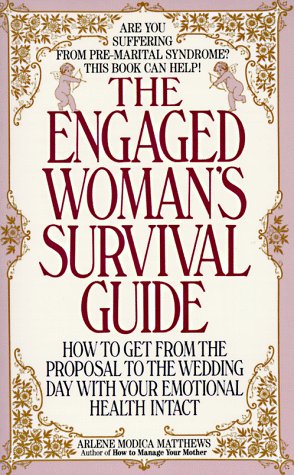 ARE YOU
SUFFERING
FROM PRE-MARITAL SYNDROME?
THIS BOOK CAN HELP!
THE
ENGAGED
WOMAN'S
SURVIVAL
GUIDE
HOW TO GET FROM THE
PROPOSAL TO THE WEDDING
DAY WITH YOUR EMOTIONAL
HEALTH INTACT
ARLENE MODICA MATTHEWS
Author of How to Manage Your Mother